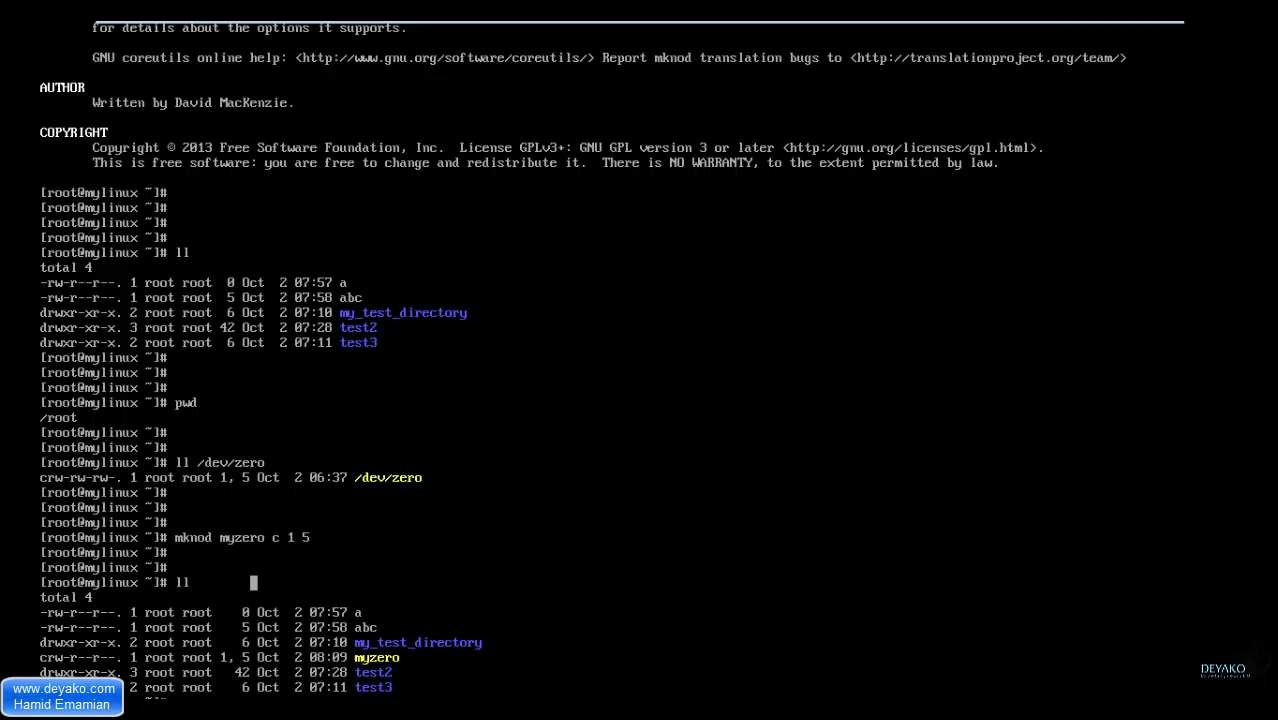 for details about the options it supports.
GNU coreutils online help: <http://www.gnu.org/software/coreutils/> Report mknod translation bugs to <http://translationproject.org/team/>
AUTHOR
Written by David MacKenzie.
COPYRIGHT
Copyright © 2013 Free Software Foundation, Inc.  License GPLv3+: GNU GPL version 3 or later <http://gnu.org/licenses/gpl.html>.
This is free software: you are free to change and redistribute it.  There is NO WARRANTY, to the extent permitted by law.
[root@mylinux ~]#
[root@mylinux ~]#
[root@mylinux ~]#
[root@mylinux ~]#
[root@mylinux ~]# ll
total 4
-rw-r--r--. 1 root root  0 Oct  2 07:57 a
-rw-r--r--. 1 root root  5 Oct  2 07:58 abc
drwxr-xr-x. 2 root root  6 Oct  2 07:10 my_test_directory
drwxr-xr-x. 3 root root 42 Oct  2 07:28 test2
drwxr-xr-x. 2 root root  6 Oct  2 07:11 test3
[root@mylinux ~]#
[root@mylinux ~]#
[root@mylinux ~]#
[root@mylinux ~]# pwd
/root
[root@mylinux ~]#
[root@mylinux ~]#
[root@mylinux ~]# ll /dev/zero
crw-rw-rw-. 1 root root 1, 5 Oct  2 06:37 /dev/zero
[root@mylinux ~]#
[root@mylinux ~]#
[root@mylinux ~]#
[root@mylinux ~]# mknod myzero c 1 5
[root@mylinux ~]#
[root@mylinux ~]#
[root@mylinux ~]# ll
total 4
-rw-r--r--. 1 root root    0 Oct  2 07:57 a
-rw-r--r--. 1 root root    5 Oct  2 07:58 abc
drwxr-xr-x. 2 root root    6 Oct  2 07:10 my_test_directory
crw-r--r--. 1 root root 1, 5 Oct  2 08:09 myzero
drwxr-xr-x. 3 root root   42 Oct  2 07:28 test2
2 root root    6 Oct  2 07:11 test3
DEYAKO
www.deyako.com
Hamid Emamian